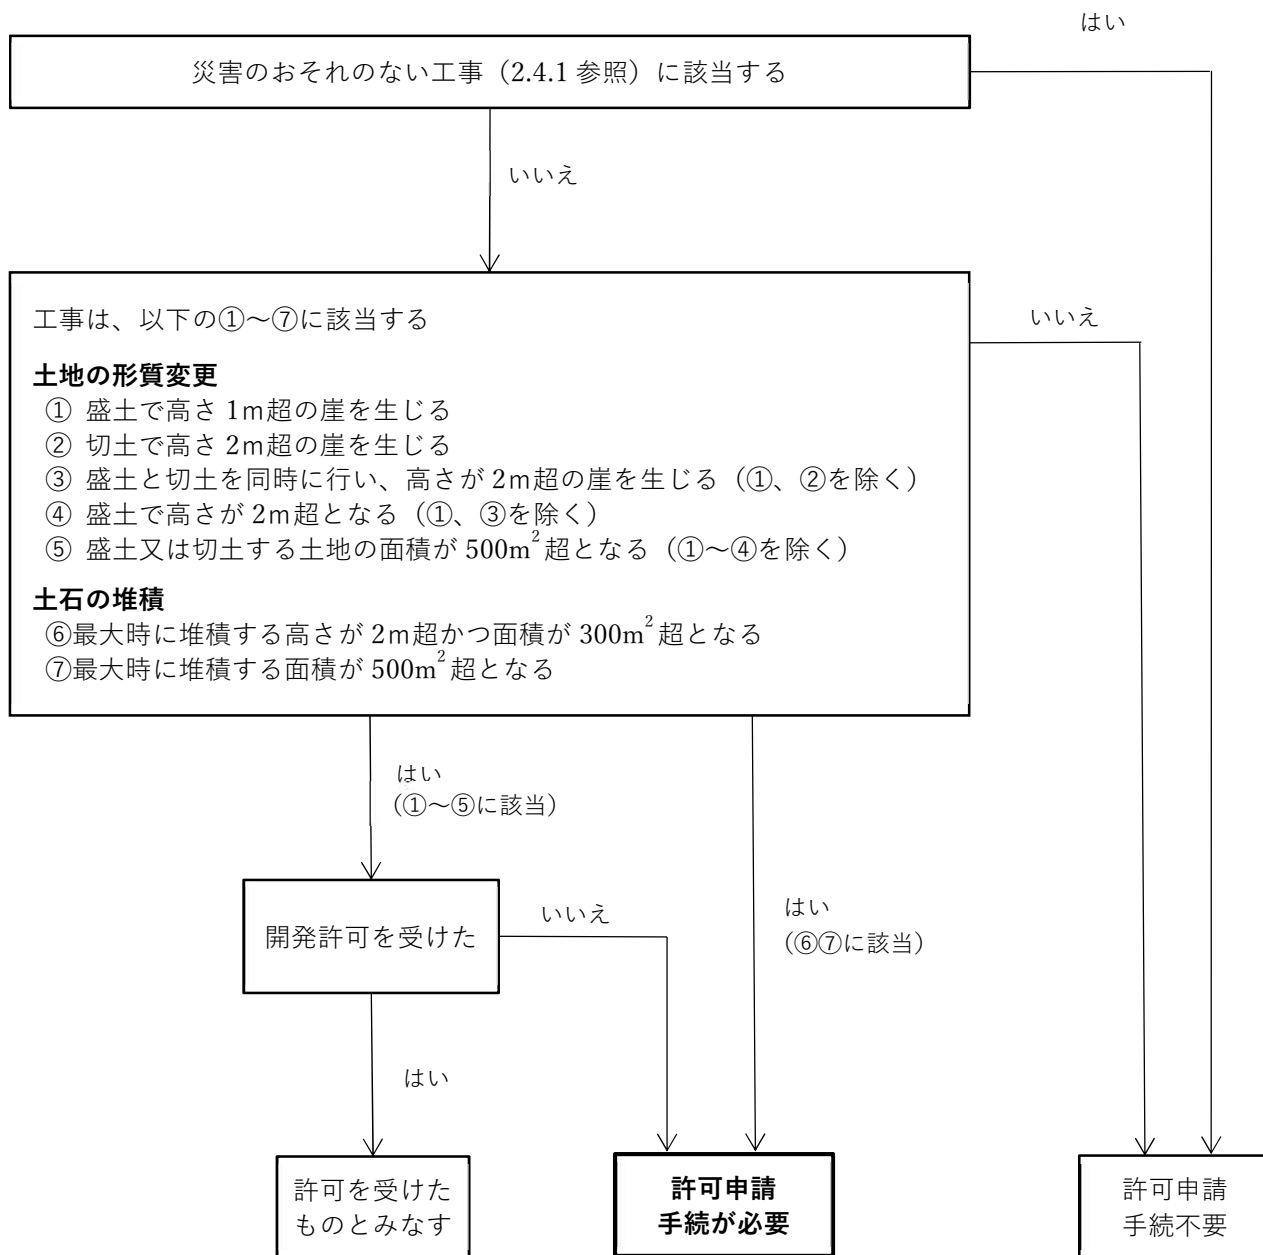 はい
災害のおそれのない工事（2.4.1 参照）に該当する
いいえ
工事は、以下の①～⑦に該当する
いいえ
土地の形質変更
① 盛土で高さ 1ｍ超の崖を生じる
② 切土で高さ 2ｍ超の崖を生じる
③ 盛土と切土を同時に行い、高さが 2ｍ超の崖を生じる（①、②を除く）
④ 盛土で高さが 2ｍ超となる（①、③を除く）
⑤ 盛土又は切土する土地の面積が 500m²超となる（①～④を除く）
土石の堆積
⑥最大時に堆積する高さが 2ｍ超かつ面積が 300m²超となる
⑦最大時に堆積する面積が 500m²超となる
はい
(①～⑤に該当)
開発許可を受けた
いいえ
はい
(⑥⑦に該当)
はい
許可を受けた
ものとみなす
許可申請
手続が必要
許可申請
手続不要